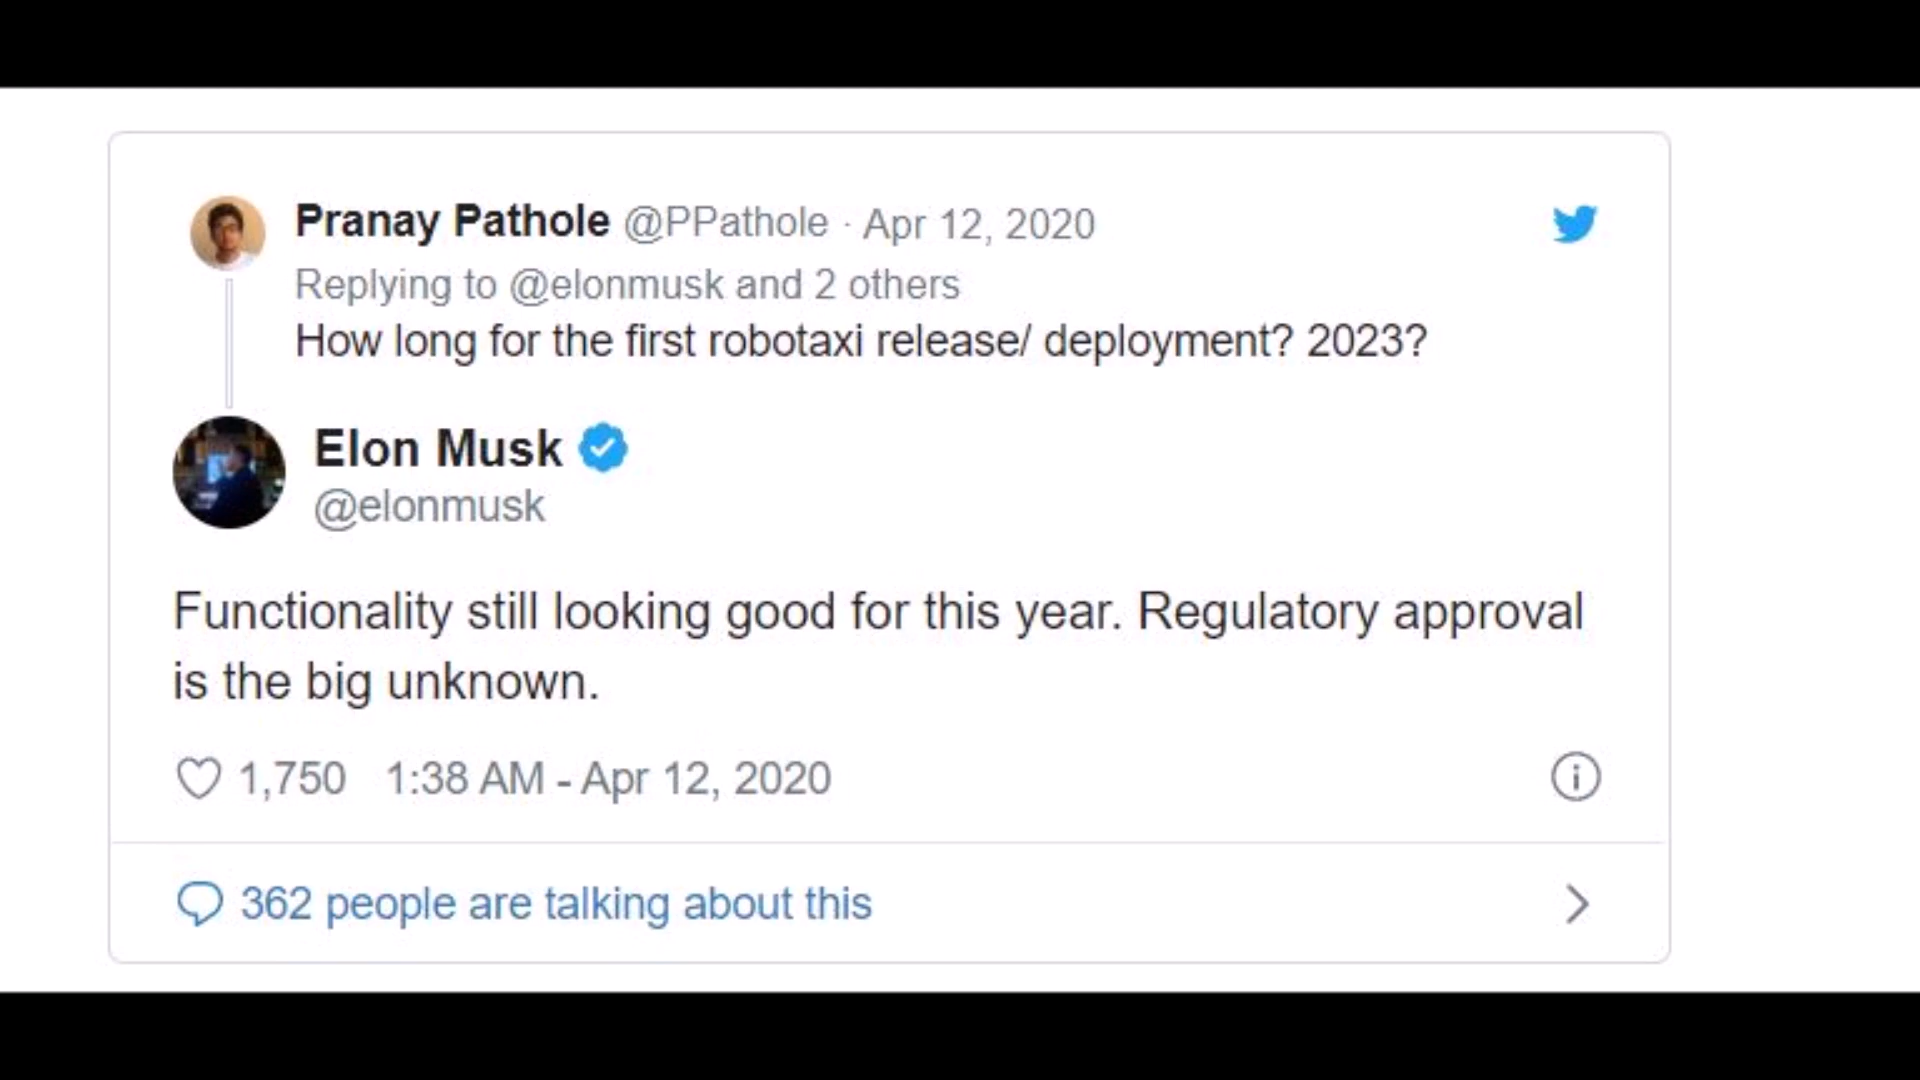 Pranay Pathole @PPathole · Apr 12, 2020
Replying to @elonmusk and 2 others
How long for the first robotaxi release/ deployment? 2023?
Elon Musk
@elonmusk
Functionality still looking good for this year. Regulatory approval
is the big unknown.
1,750 1:38 AM - Apr 12, 2020
362 people are talking about this